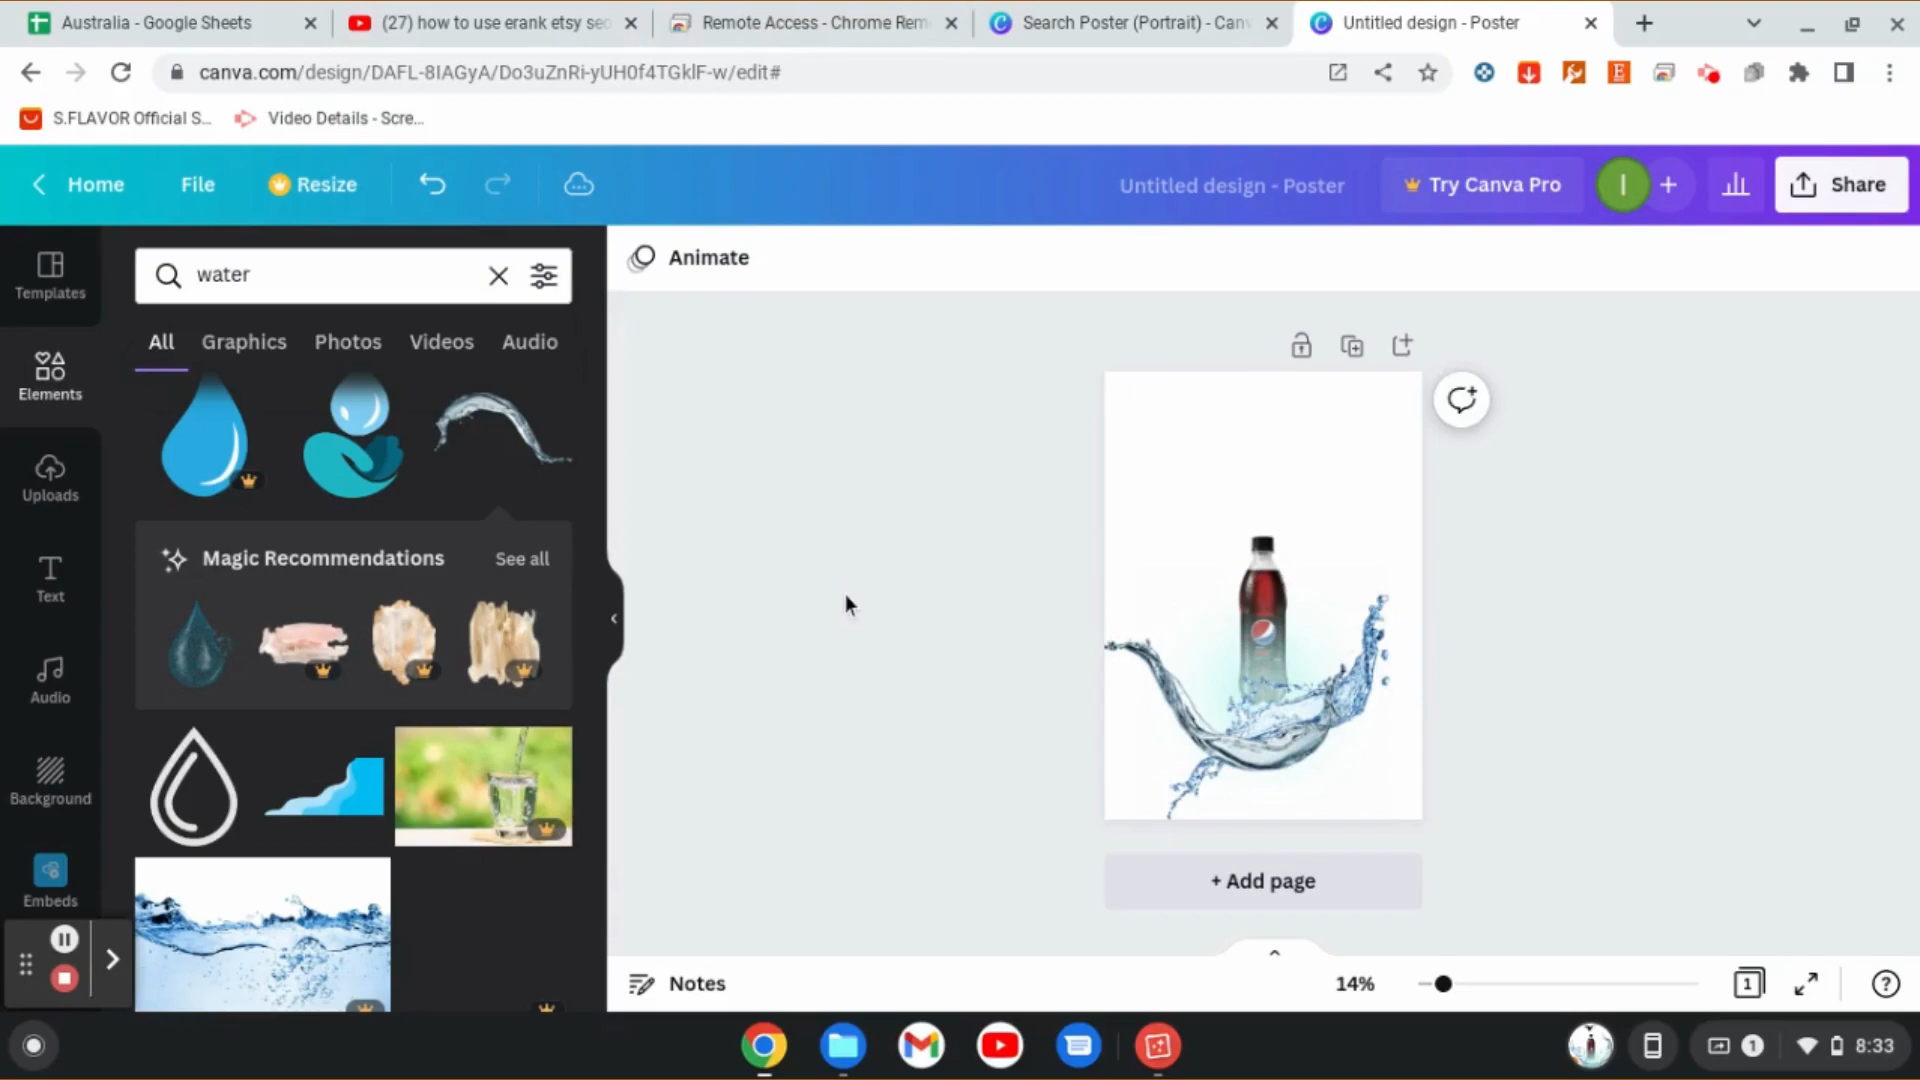 Australia - Google Sheets
(27) how to use erank etsy seo
Remote Access - Chrome Rem
Search Poster (Portrait) - Canv
Untitled design - Poster
canva.com/design/DAFL-8IAGyA/Do3uZnRi-yUH0f4TGklF-w/edit#
S.FLAVOR Official S...
Video Details - Scre...
Home
File
Resize
Untitled design - Poster
Try Canva Pro
I
Share
Templates
Elements
Uploads
Text
Audio
Background
Embeds
water
All
Graphics
Photos
Videos
Audio
Magic Recommendations
See all
Animate
+ Add page
Notes
14%
1
1
8:33